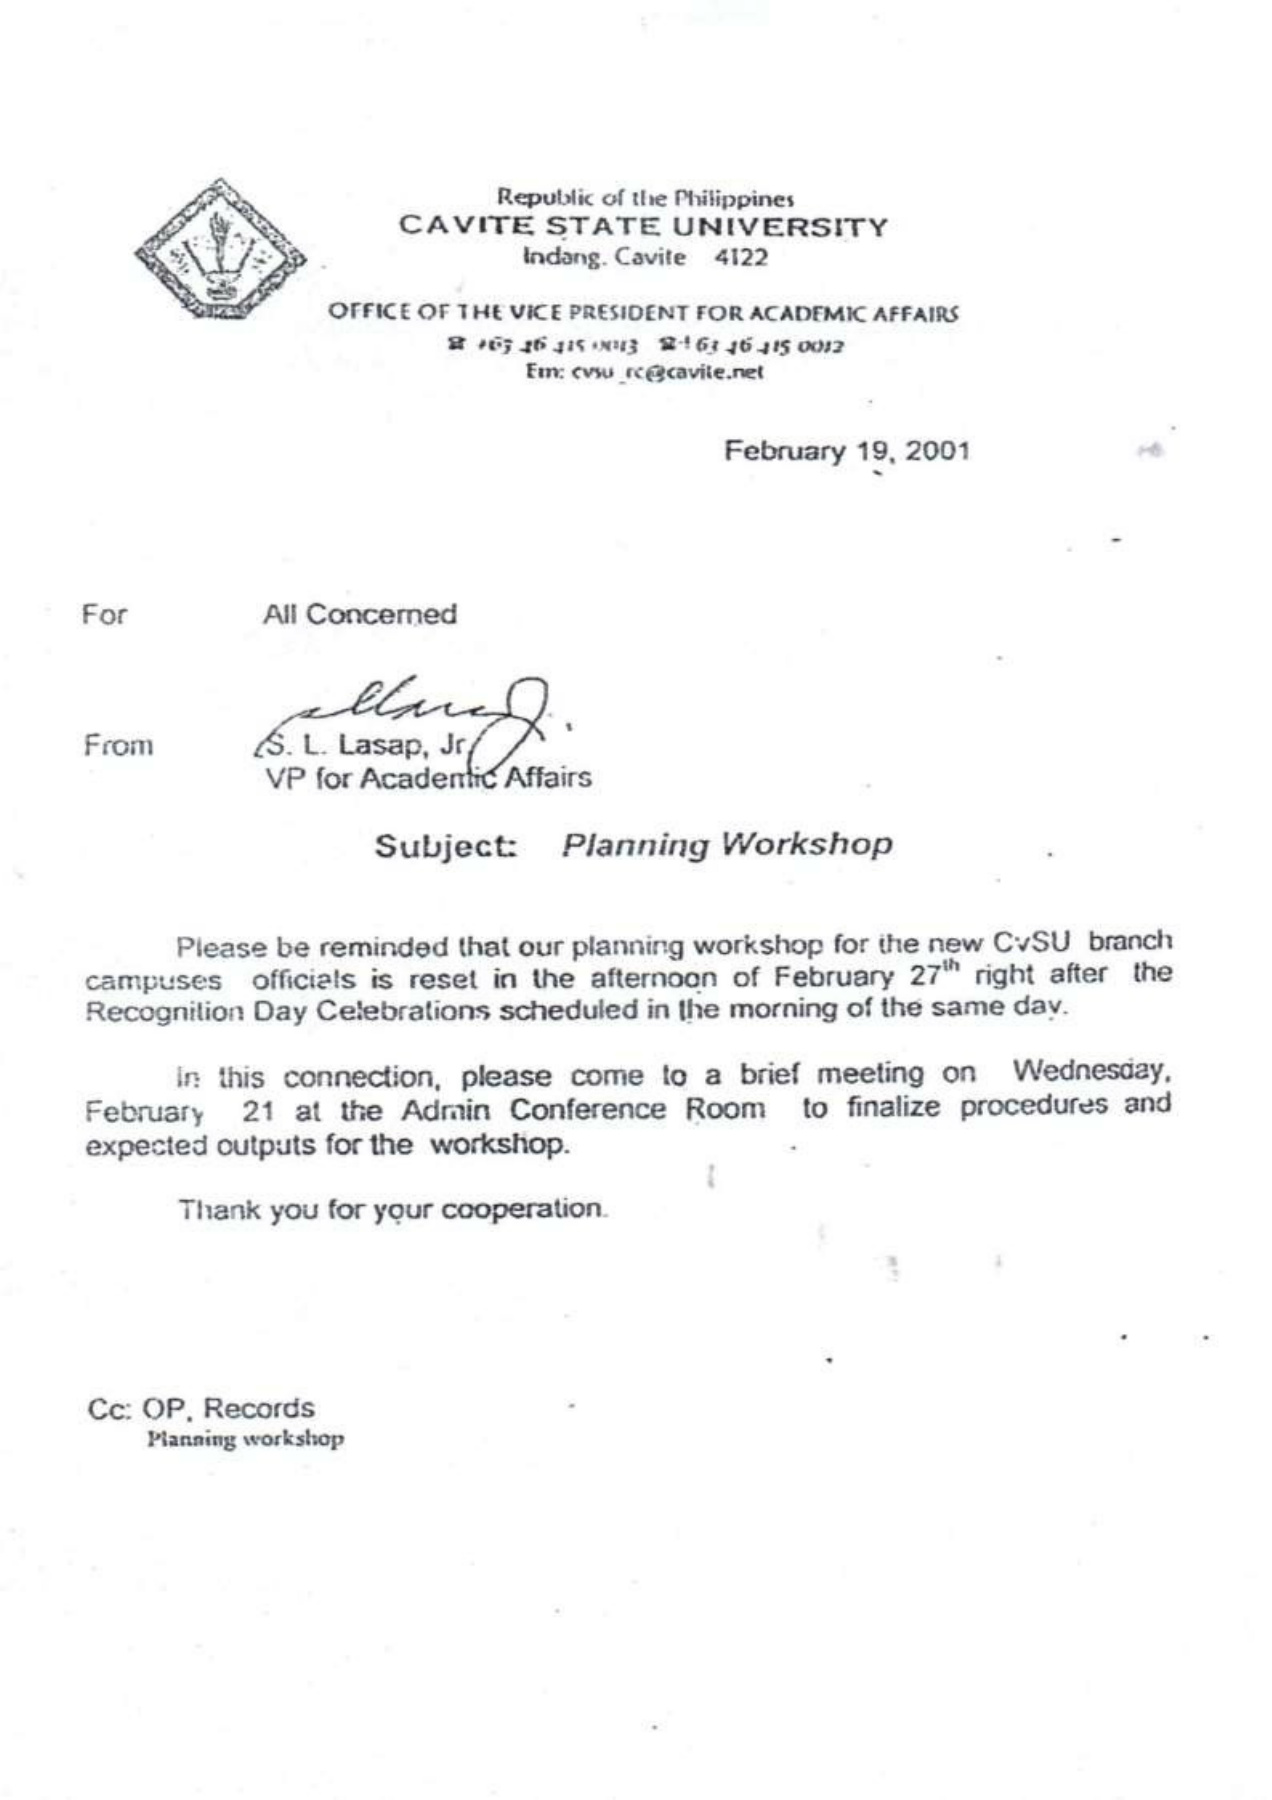 Republic of the Philippines
CAVITE STATE UNIVERSITY
Indang. Cavite 4122
OFFICE OF THE VICE PRESIDENT FOR ACADEMIC AFFAIRS
☎ +63 46 415 0013 ☎+63 46 415 0012
Em: cvsu_rc@cavite.net
February 19, 2001
For All Concerned
From S. L. Lasap, Jr
VP for Academic Affairs
Subject: Planning Workshop
Please be reminded that our planning workshop for the new CvSU branch
campuses officials is reset in the afternoon of February 27th right after the
Recognition Day Celebrations scheduled in the morning of the same day.
In this connection, please come to a brief meeting on Wednesday,
February 21 at the Admin Conference Room to finalize procedures and
expected outputs for the workshop.
Thank you for your cooperation.
Cc: OP, Records
Planning workshop